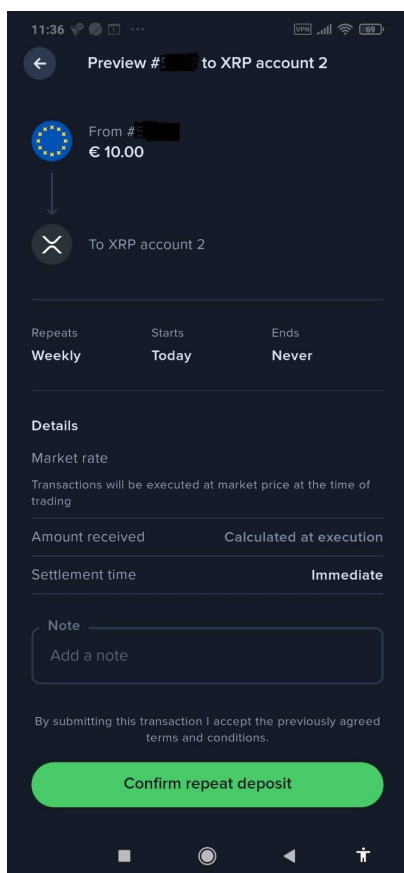 11:36
VPN
69
Preview # to XRP account 2
From #
€ 10.00
To XRP account 2
Repeats Starts Ends
Weekly Today Never
Details
Market rate
Transactions will be executed at market price at the time of
trading
Amount received Calculated at execution
Settlement time Immediate
Note
Add a note
By submitting this transaction I accept the previously agreed
terms and conditions.
Confirm repeat deposit